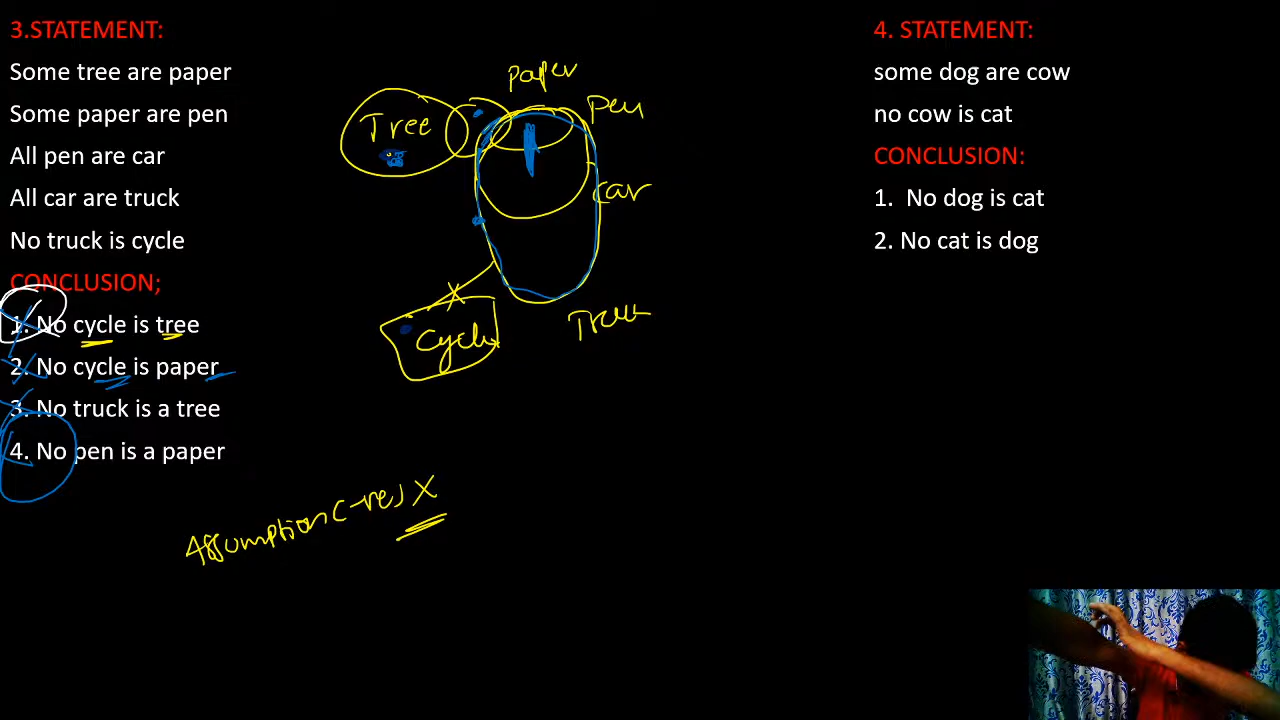 3.STATEMENT:
Some tree are paper
Some paper are pen
All pen are car
All car are truck
No truck is cycle
CONCLUSION;
1. No cycle is tree
2. No cycle is paper
3. No truck is a tree
4. No pen is a paper
paper
Tree
pen
car
Cycle
Assumption (-ve) X
4. STATEMENT:
some dog are cow
no cow is cat
CONCLUSION:
1. No dog is cat
2. No cat is dog